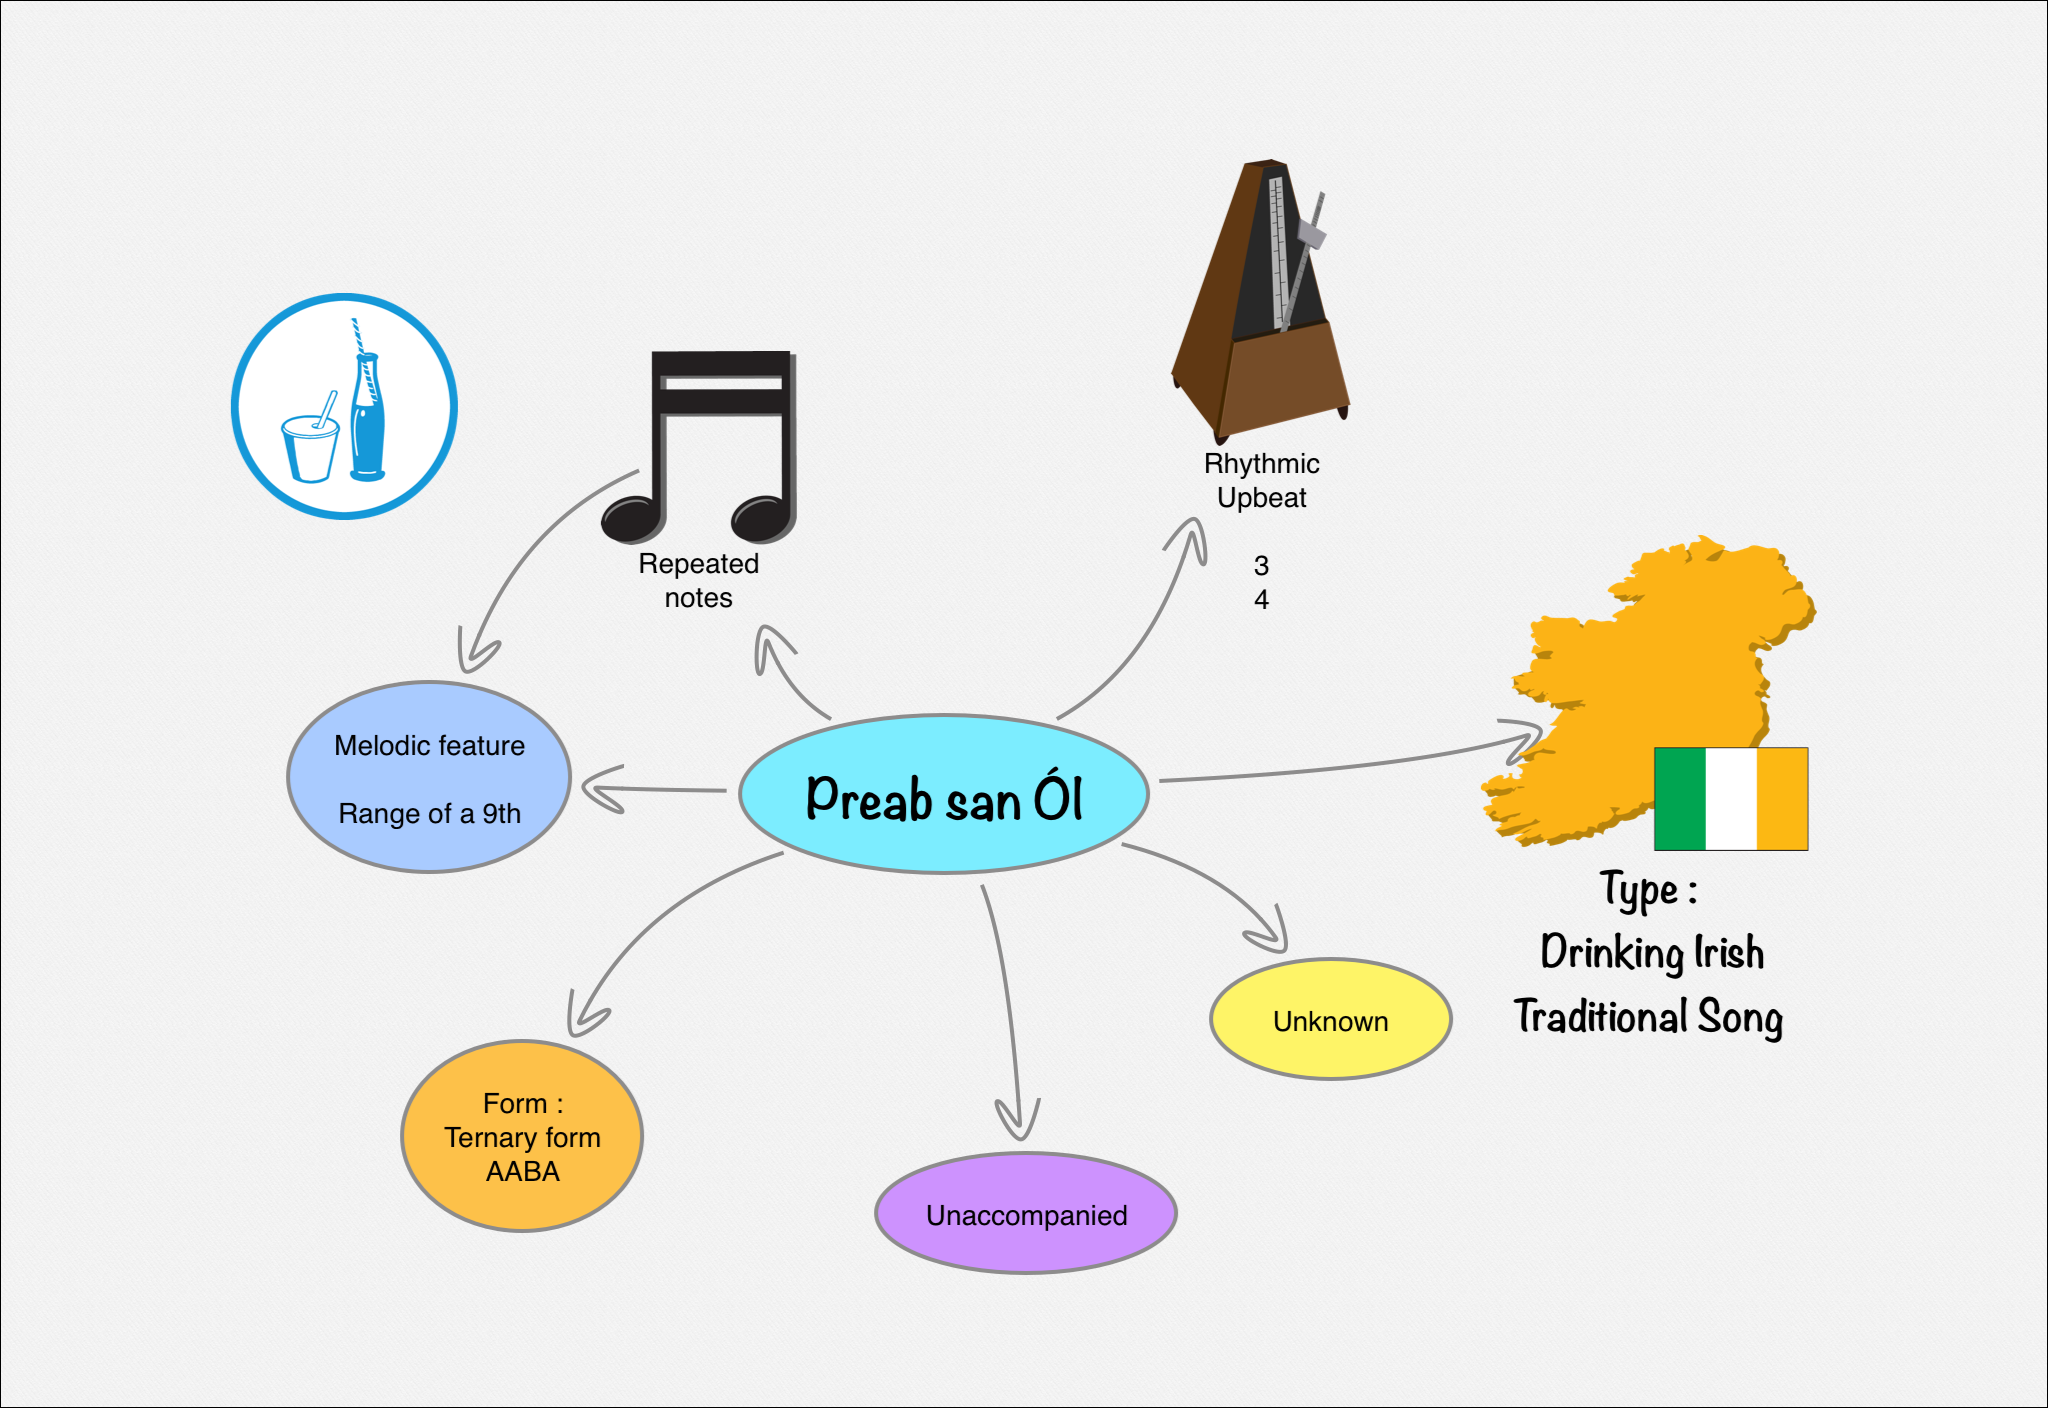 Rhythmic
Upbeat
3
4
Repeated
notes
Melodic feature
Range of a 9th
Preab san Ól
Type :
Drinking Irish
Traditional Song
Unknown
Form :
Ternary form
AABA
Unaccompanied